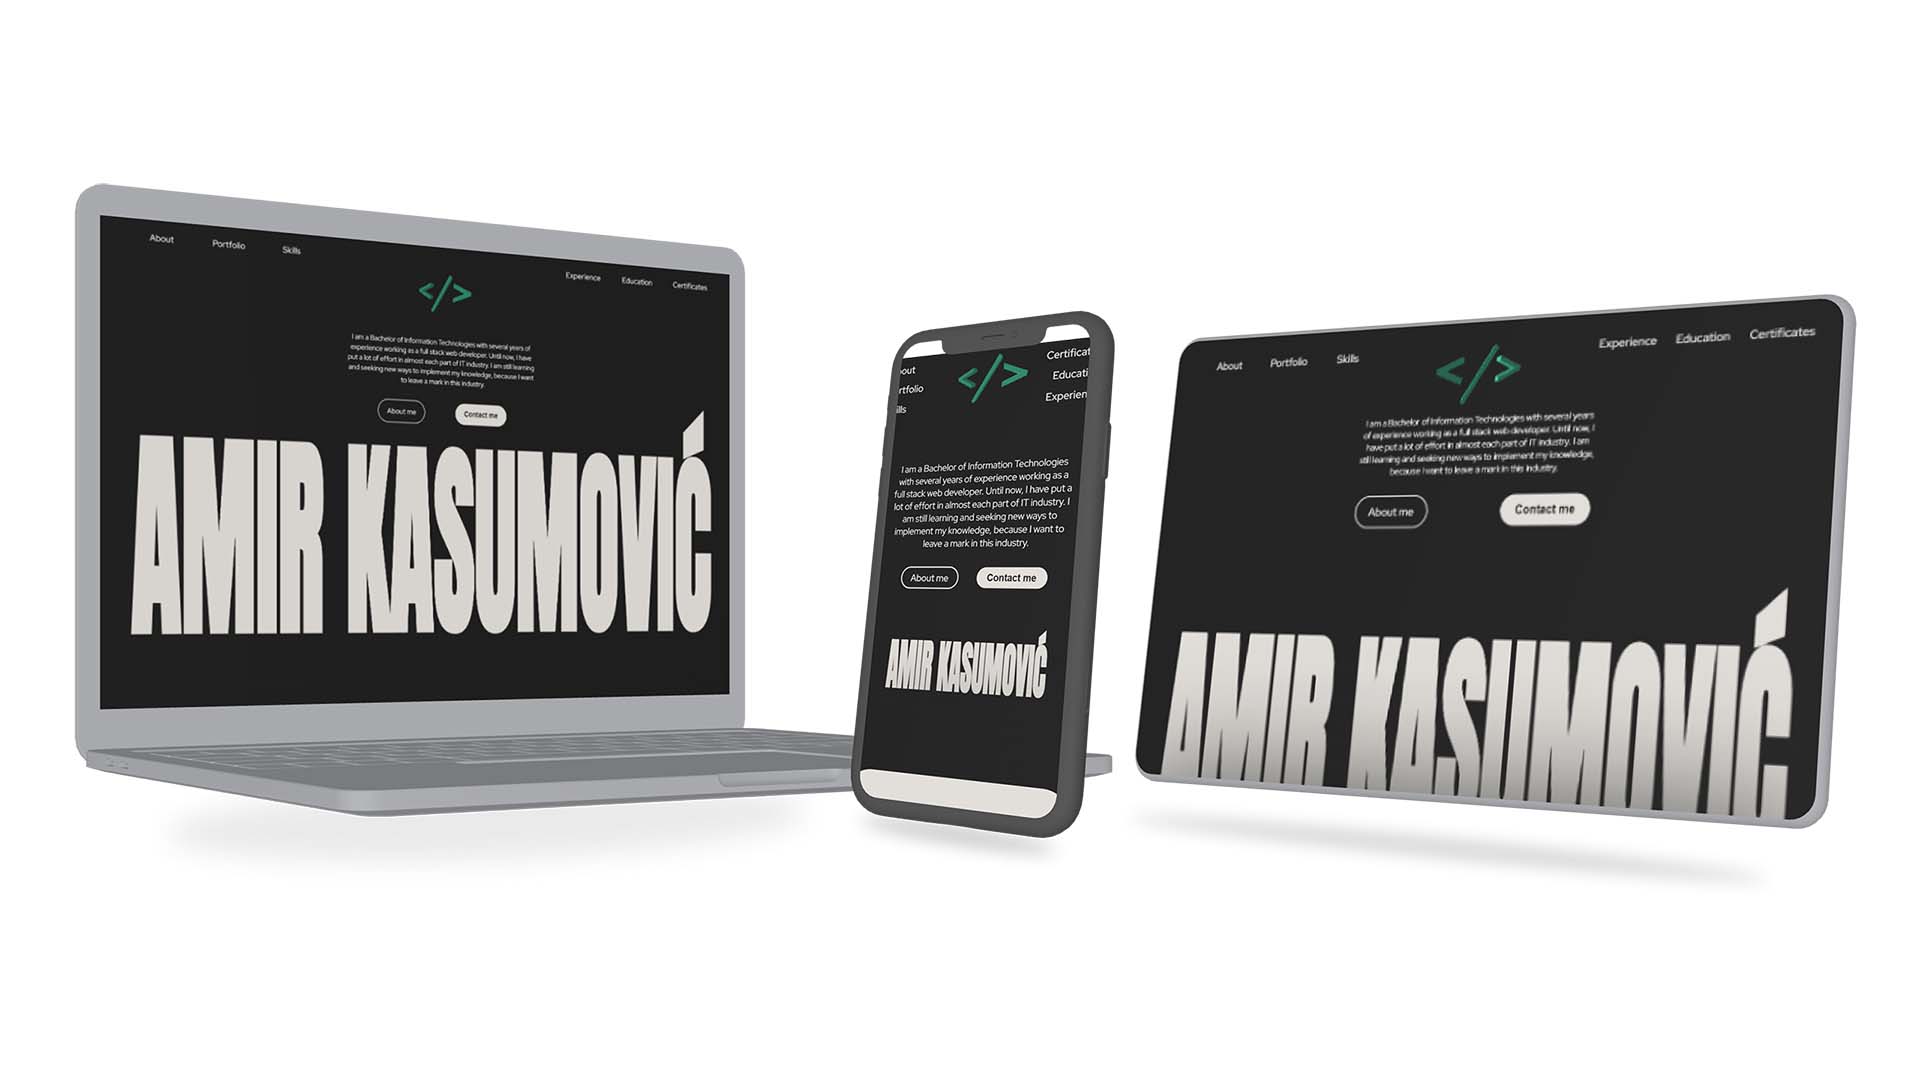 About
Portfolio
Skills
Experience
Education
Certificates
</>
I am a Bachelor of Information Technologies with several years of
experience working as a full stack web developer. Until now, I have
put a lot of effort in almost each part of IT industry. I am still learning
and seeking new ways to implement my knowledge, because I want
to leave a mark in this industry.
About me
Contact me
AMIR KASUMOVIĆ
out
rtfolio
ills
</>
Certificat
Educati
Experien
I am a Bachelor of Information Technologies
with several years of experience working as a
full stack web developer. Until now, I have put a
lot of effort in almost each part of IT industry. I
am still learning and seeking new ways to
implement my knowledge, because I want to
leave a mark in this industry.
About me
Contact me
AMIR KASUMOVIĆ
About
Portfolio
Skills
</>
Experience
Education
Certificates
I am a Bachelor of Information Technologies with several years
of experience working as a full stack web developer. Until now, I
have put a lot of effort in almost each part of IT industry. I am
still learning and seeking new ways to implement my knowledge,
because I want to leave a mark in this industry.
About me
Contact me
AMIR KASUMOVIĆ